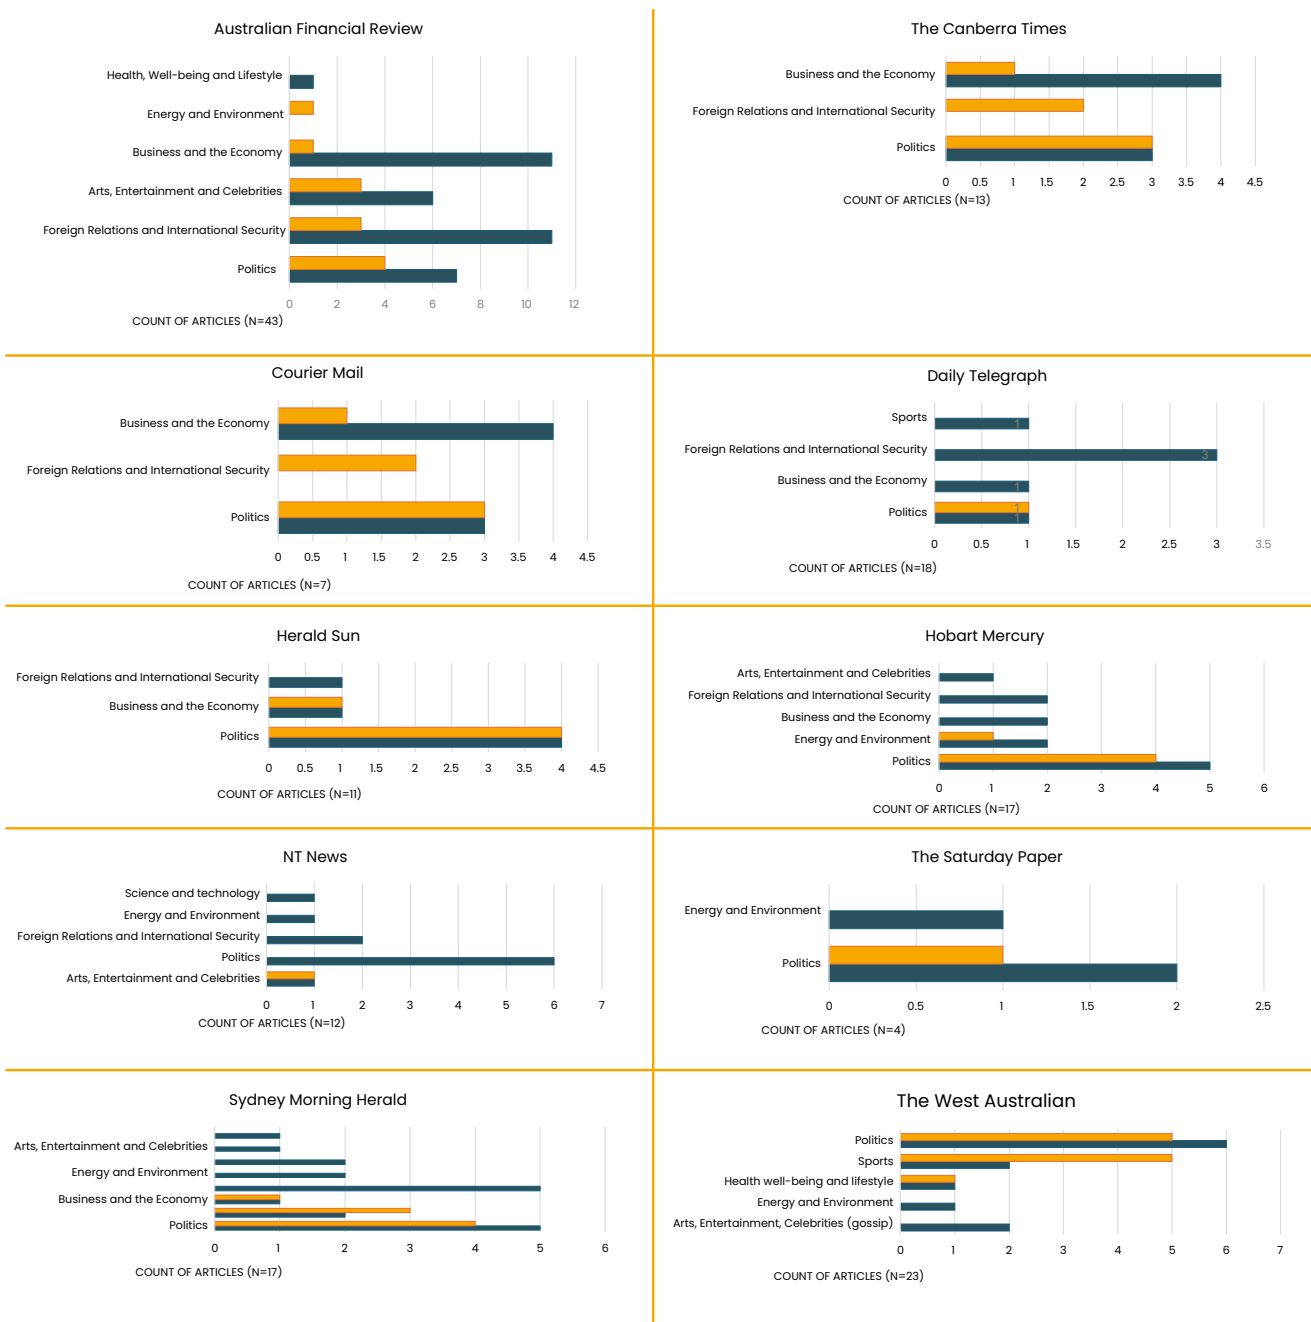 Australian Financial Review
Health, Well-being and Lifestyle
Energy and Environment
Business and the Economy
Arts, Entertainment and Celebrities
Foreign Relations and International Security
Politics
0 2 4 6 8 10 12
COUNT OF ARTICLES (N=43)
The Canberra Times
Business and the Economy
Foreign Relations and International Security
Politics
0 0.5 1 1.5 2 2.5 3 3.5 4 4.5
COUNT OF ARTICLES (N=13)
Courier Mail
Business and the Economy
Foreign Relations and International Security
Politics
0 0.5 1 1.5 2 2.5 3 3.5 4 4.5
COUNT OF ARTICLES (N=7)
Daily Telegraph
Sports
1
Foreign Relations and International Security
3
Business and the Economy
1
Politics
1
1
0 0.5 1 1.5 2 2.5 3 3.5
COUNT OF ARTICLES (N=18)
Herald Sun
Foreign Relations and International Security
Business and the Economy
Politics
0 0.5 1 1.5 2 2.5 3 3.5 4 4.5
COUNT OF ARTICLES (N=11)
Hobart Mercury
Arts, Entertainment and Celebrities
Foreign Relations and International Security
Business and the Economy
Energy and Environment
Politics
0 1 2 3 4 5 6
COUNT OF ARTICLES (N=17)
NT News
Science and technology
Energy and Environment
Foreign Relations and International Security
Politics
Arts, Entertainment and Celebrities
0 1 2 3 4 5 6 7
COUNT OF ARTICLES (N=12)
The Saturday Paper
Energy and Environment
Politics
0 0.5 1 1.5 2 2.5
COUNT OF ARTICLES (N=4)
Sydney Morning Herald
Arts, Entertainment and Celebrities
Energy and Environment
Business and the Economy
Politics
0 1 2 3 4 5 6
COUNT OF ARTICLES (N=17)
The West Australian
Politics
Sports
Health well-being and lifestyle
Energy and Environment
Arts, Entertainment, Celebrities (gossip)
0 1 2 3 4 5 6 7
COUNT OF ARTICLES (N=23)